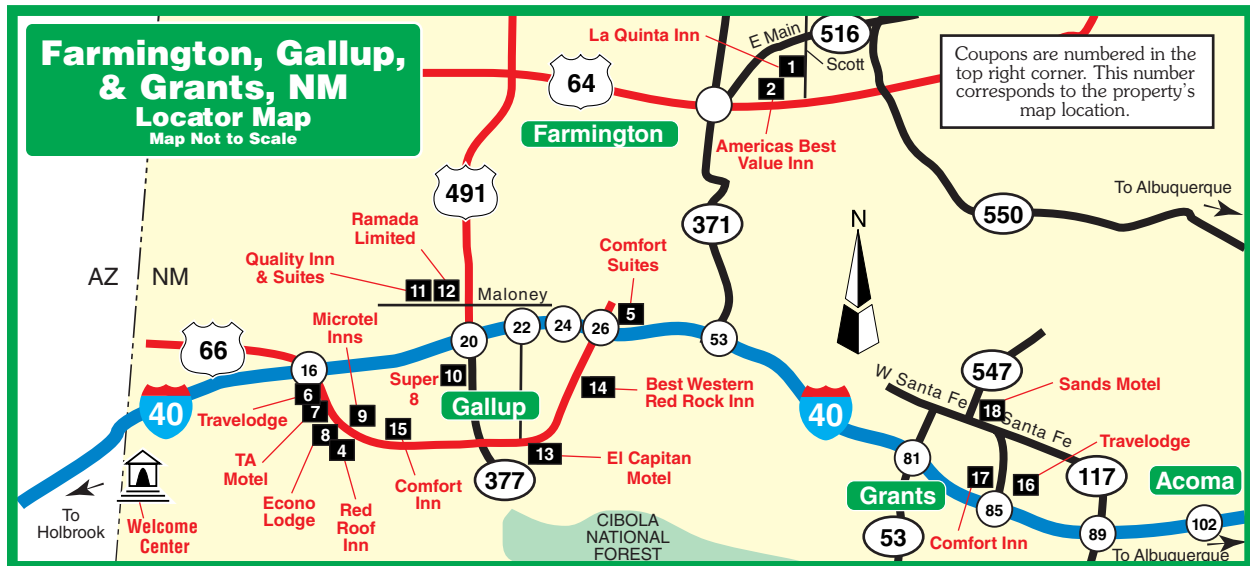 Farmington, Gallup,
& Grants, NM
Locator Map
Map Not to Scale
Coupons are numbered in the
top right corner. This number
corresponds to the property's
map location.
La Quinta Inn
E Main
516
Scott
1
2
64
Farmington
Americas Best
Value Inn
491
371
550
To Albuquerque
N
Ramada
Limited
Quality Inn
& Suites
11
12
Maloney
Comfort
Suites
5
AZ
NM
66
Microtel
Inns
16
20
22
24
26
53
40
Travelodge
6
7
8
4
9
15
TA
Motel
Econo
Lodge
Red
Roof
Inn
Comfort
Inn
Super
8
10
Gallup
377
13
El Capitan
Motel
14
Best Western
Red Rock Inn
To
Holbrook
Welcome
Center
CIBOLA
NATIONAL
FOREST
40
W Santa Fe
Santa Fe
547
18
Sands Motel
Travelodge
81
17
16
85
117
Grants
53
Comfort Inn
89
Acoma
102
To Albuquerque